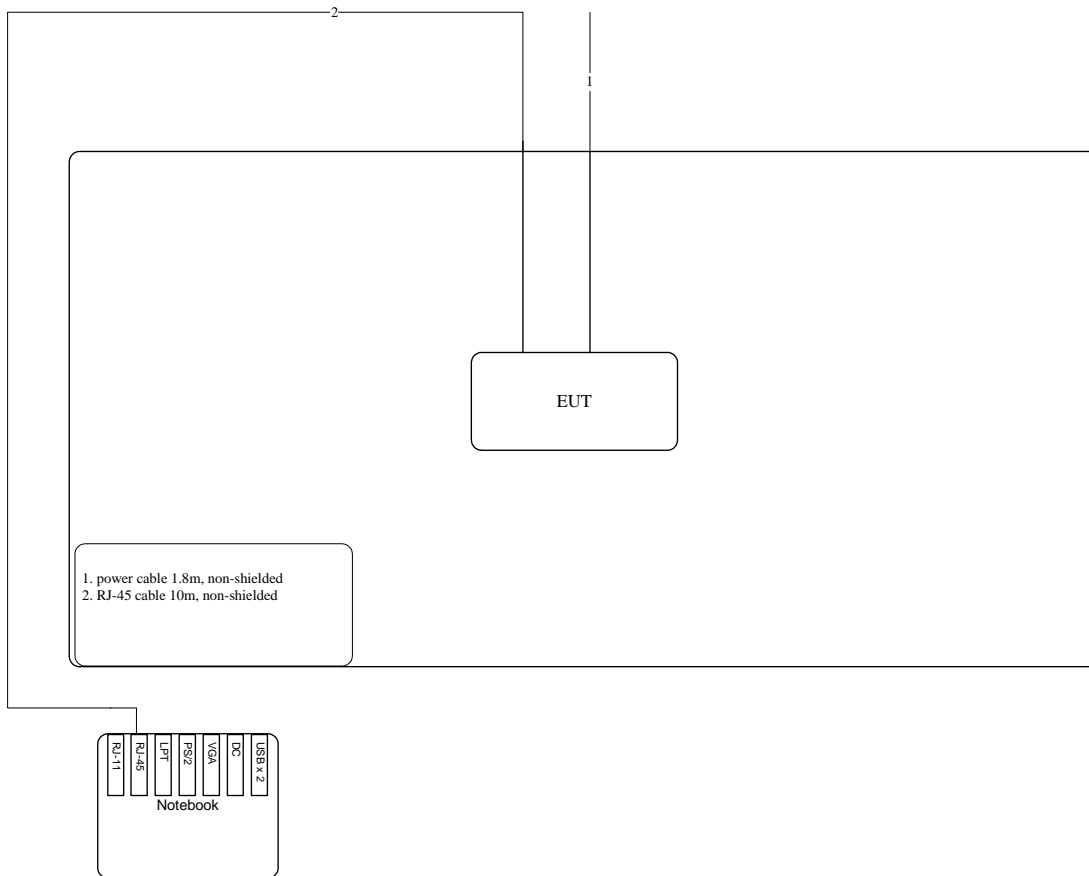 2
1
EUT
1. power cable 1.8m, non-shielded
2. RJ-45 cable 10m, non-shielded
RJ-11
RJ-45
LPT
PS/2
VGA
DC
USB x 2
Notebook